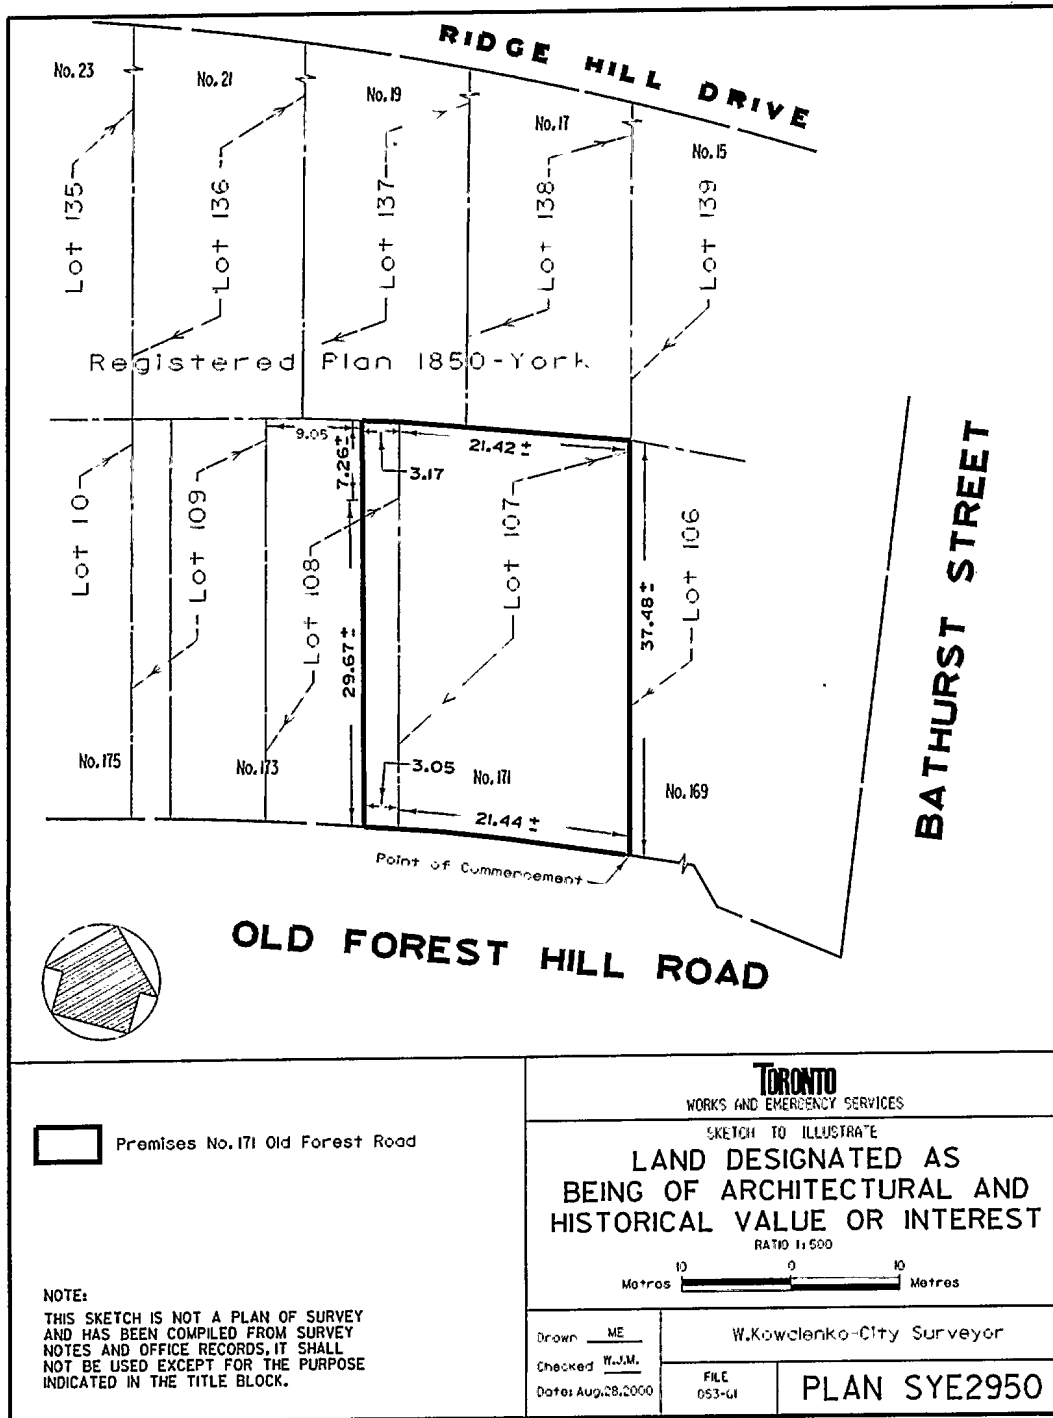 RIDGE HILL DRIVE
No. 23
No. 21
No. 19
No. 17
No. 15
Lot 135
Lot 136
Lot 137
Lot 138
Lot 139
Registered Plan 1850-York
9.05
7.26±
3.17
21.42±
Lot 10
Lot 109
Lot 108
Lot 107
Lot 106
29.67±
37.48±
BATHURST STREET
No. 175
No. 173
3.05
No. 171
No. 169
21.44±
Point of Commercement
OLD FOREST HILL ROAD
Premises No. 171 Old Forest Road
NOTE:
THIS SKETCH IS NOT A PLAN OF SURVEY
AND HAS BEEN COMPILED FROM SURVEY
NOTES AND OFFICE RECORDS, IT SHALL
NOT BE USED EXCEPT FOR THE PURPOSE
INDICATED IN THE TITLE BLOCK.
TORONTO
WORKS AND EMERGENCY SERVICES
SKETCH TO ILLUSTRATE
LAND DESIGNATED AS
BEING OF ARCHITECTURAL AND
HISTORICAL VALUE OR INTEREST
RATIO 1:500
10 0 10
Metres Metres
Drawn ME
Checked W.J.M.
Date: Aug.28.2000
W.Kowalenko-City Surveyor
FILE
053-G1
PLAN SYE2950